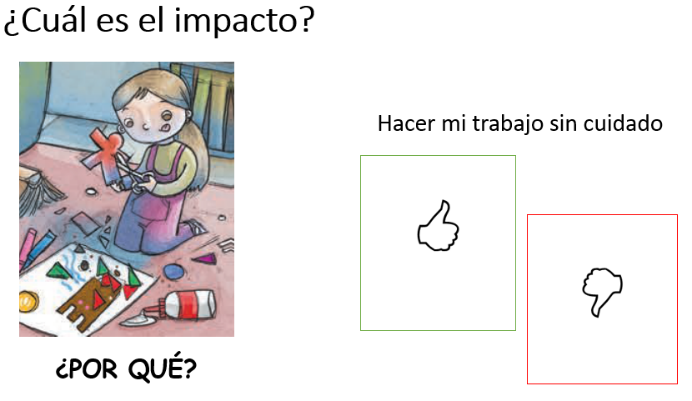 ¿Cuál es el impacto?
Hacer mi trabajo sin cuidado
¿POR QUÉ?